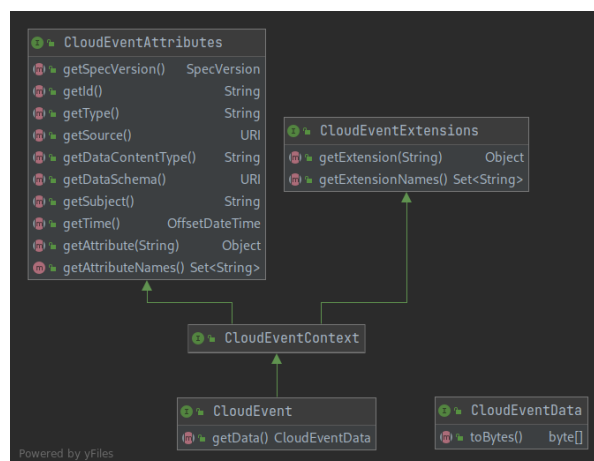 CloudEventAttributes
getSpecVersion() SpecVersion
getId() String
getType() String
getSource() URI
getDataContentType() String
getDataSchema() URI
getSubject() String
getTime() OffsetDateTime
getAttribute(String) Object
getAttributeNames() Set<String>
CloudEventExtensions
getExtension(String) Object
getExtensionNames() Set<String>
CloudEventContext
CloudEvent
getData() CloudEventData
CloudEventData
toBytes() byte[]
Powered by yFiles